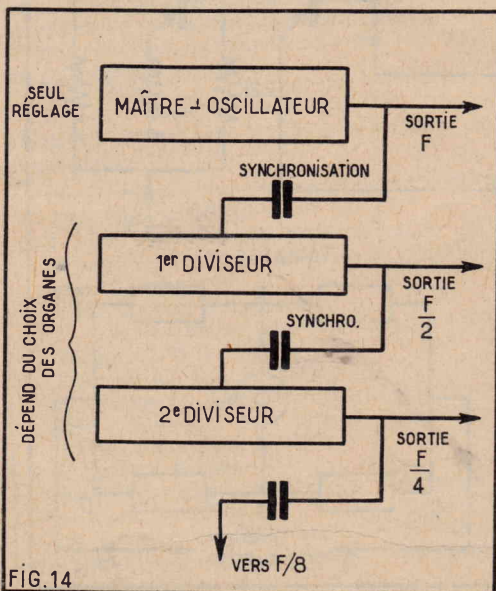 SEUL
RÉGLAGE
MAÎTRE-OSCILLATEUR
SORTIE
F
SYNCHRONISATION
1er DIVISEUR
SORTIE
F
2
SYNCHRO.
DÉPEND DU CHOIX
DES ORGANES
2e DIVISEUR
SORTIE
F
4
VERS F/8
FIG.14